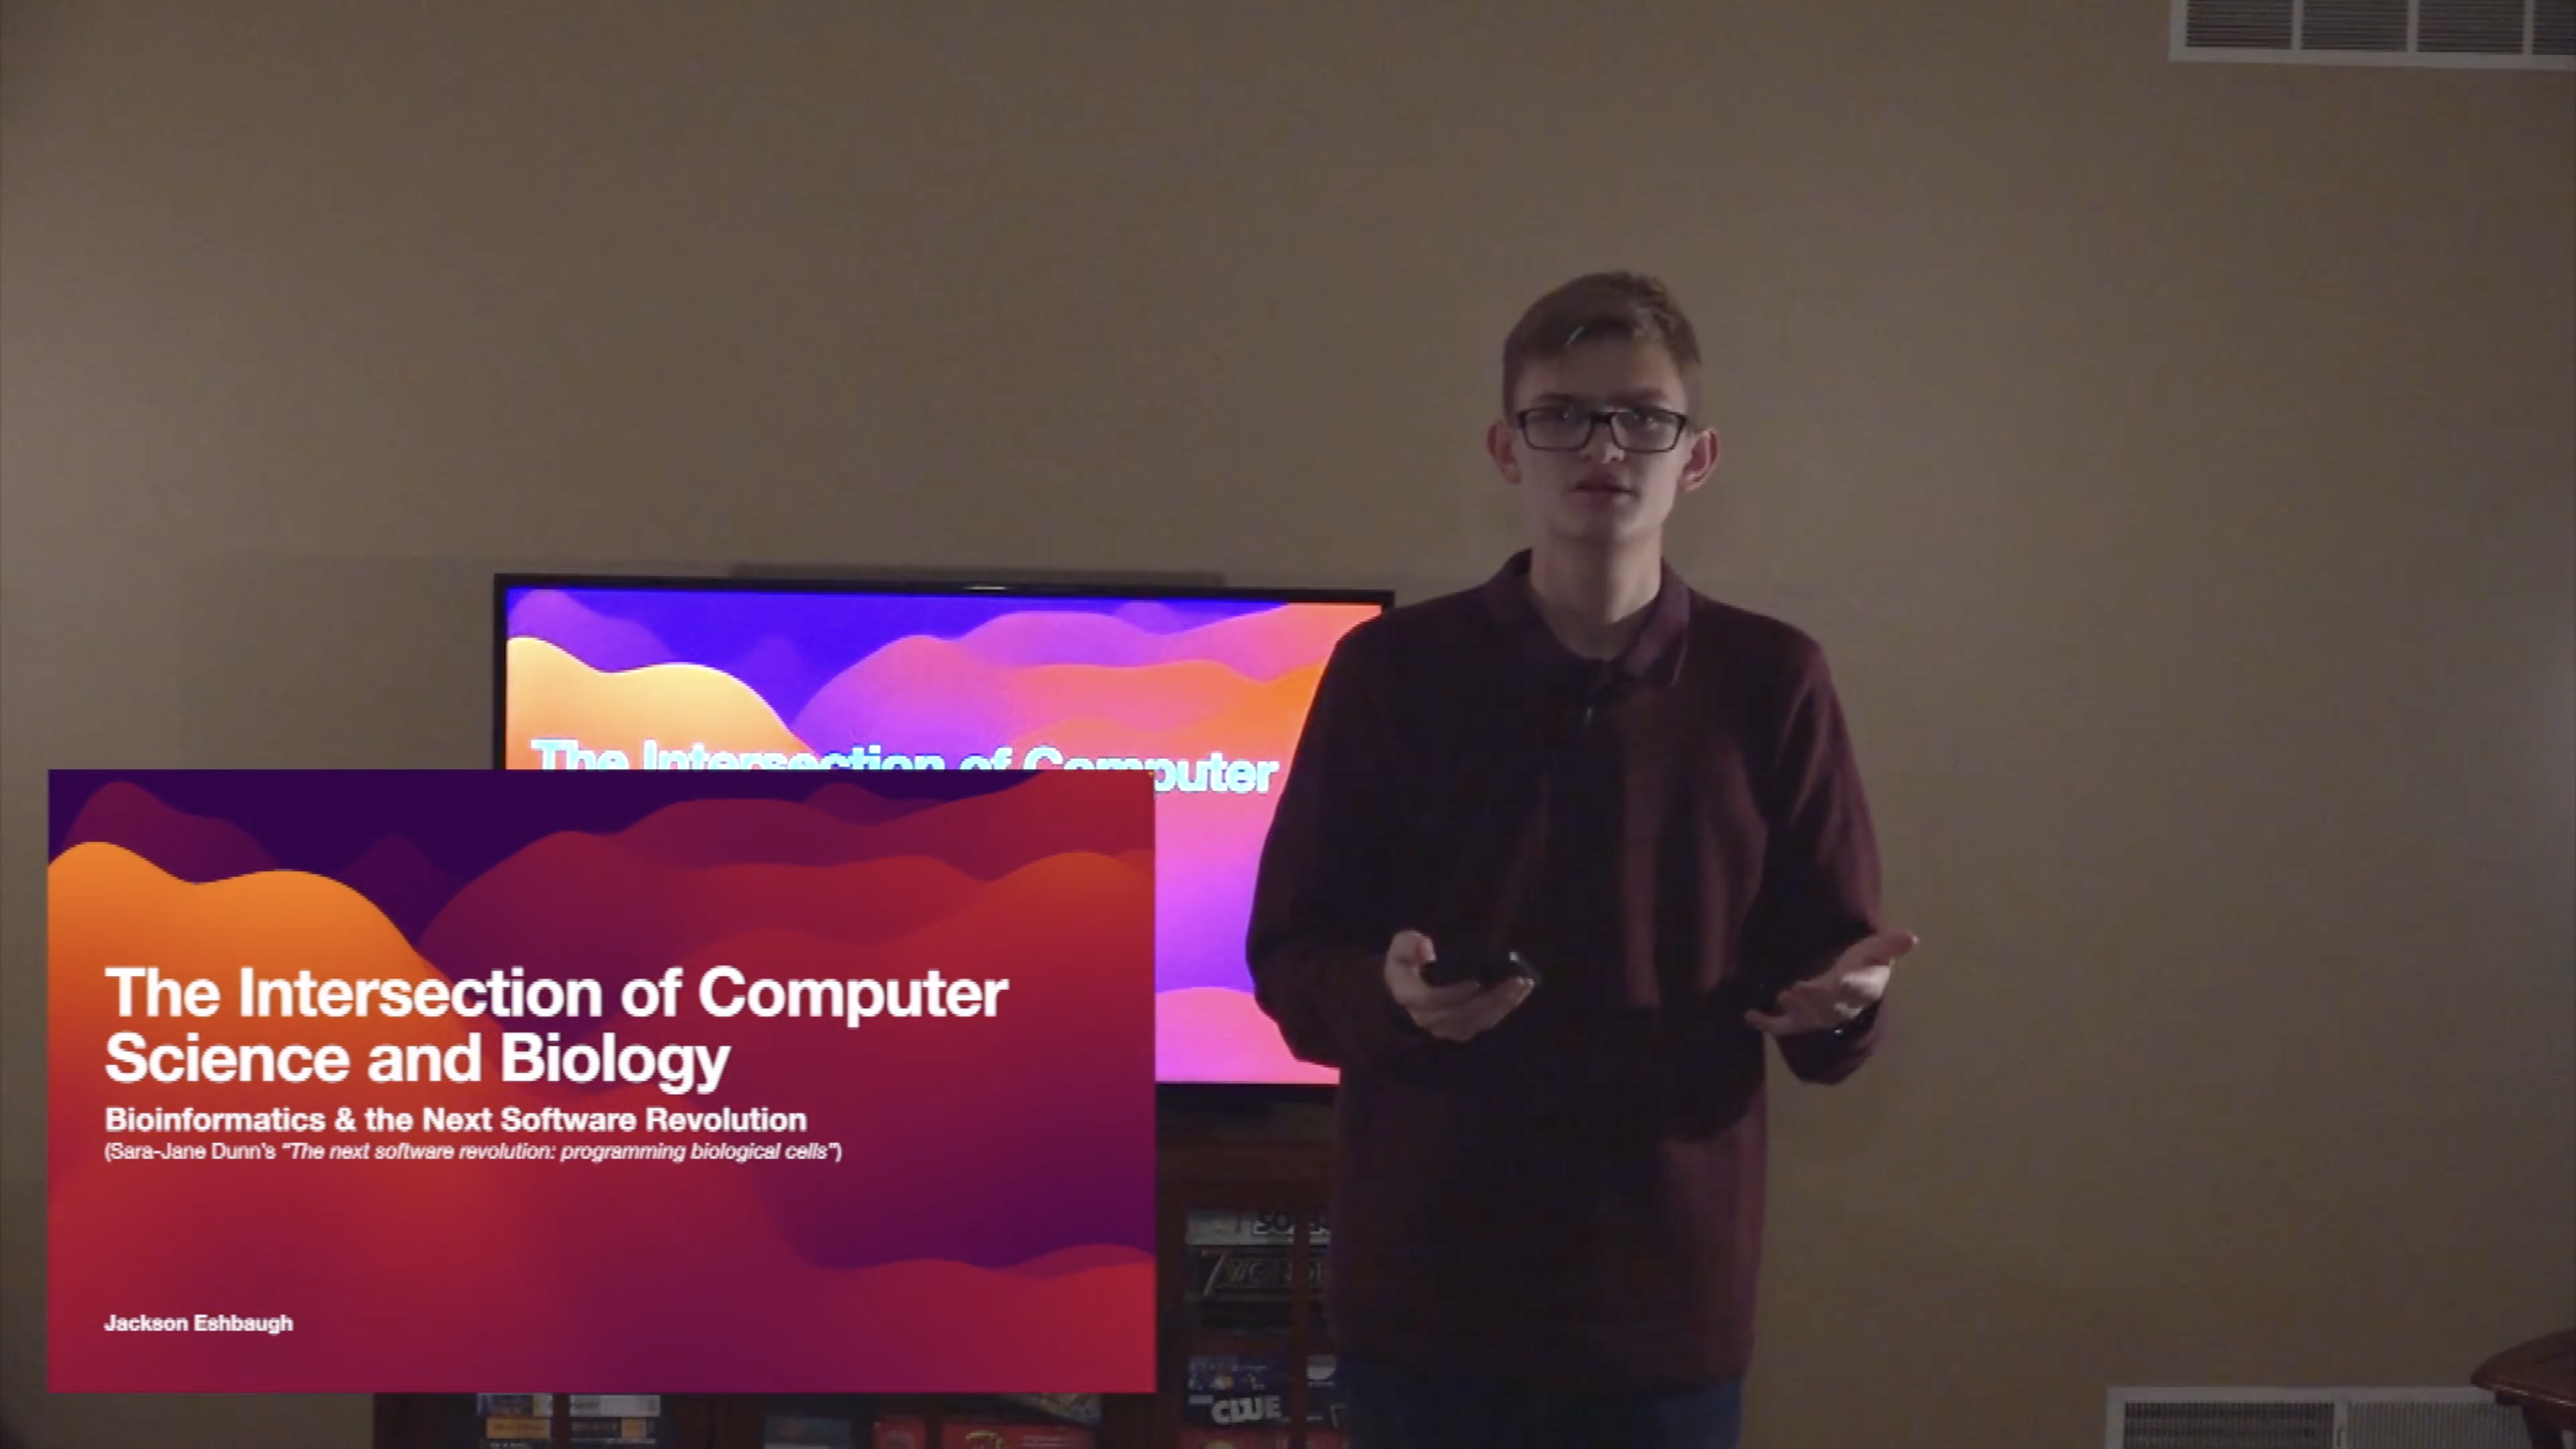 The Intersection of Computer
The Intersection of Computer
Science and Biology
Bioinformatics & the Next Software Revolution
(Sara-Jane Dunn's “The next software revolution: programming biological cells”)
Jackson Eshbaugh
CLUE